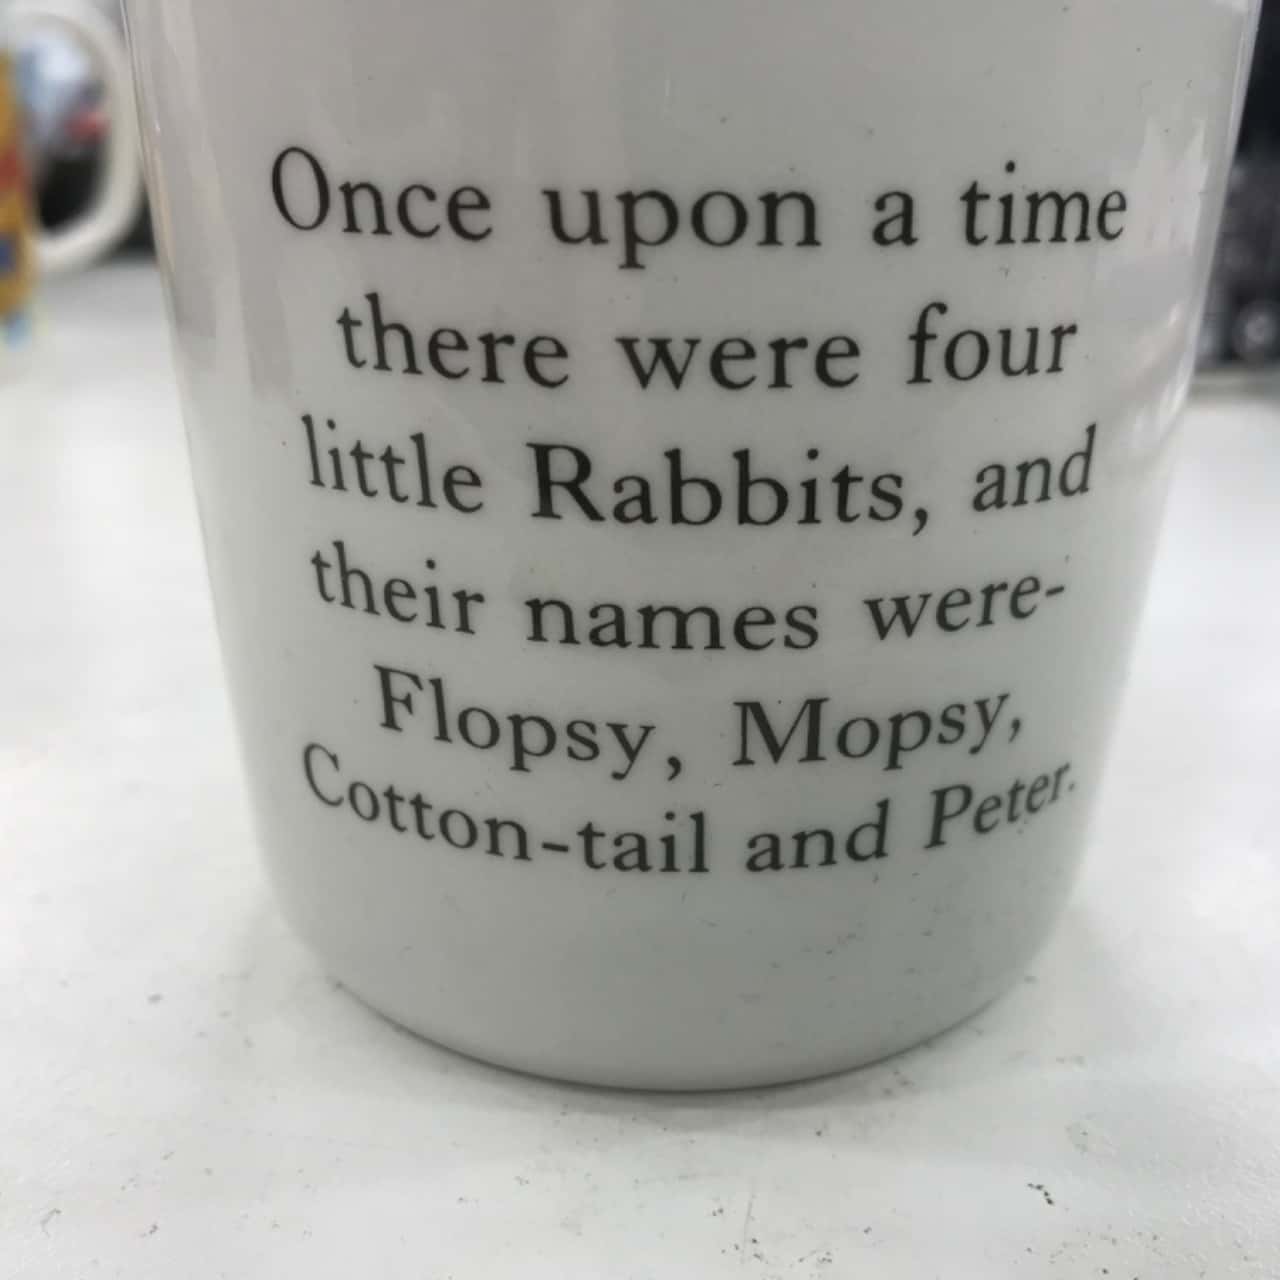 Once upon a time
there were four
little Rabbits, and
their names were-
Flopsy, Mopsy,
Cotton-tail and Peter.